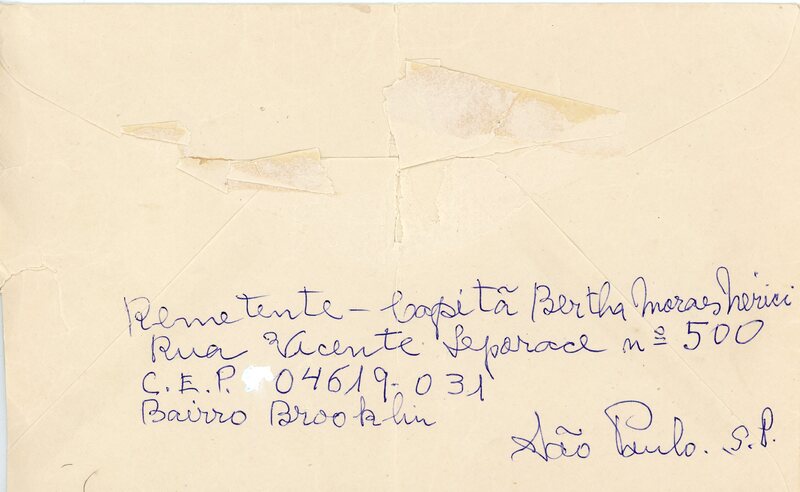 Remetente - Capitã Bertha Moraes Nérici
Rua Vicente Leporace nº 500
C.E.P. 04619-031
Bairro Brooklin
São Paulo. S.P.